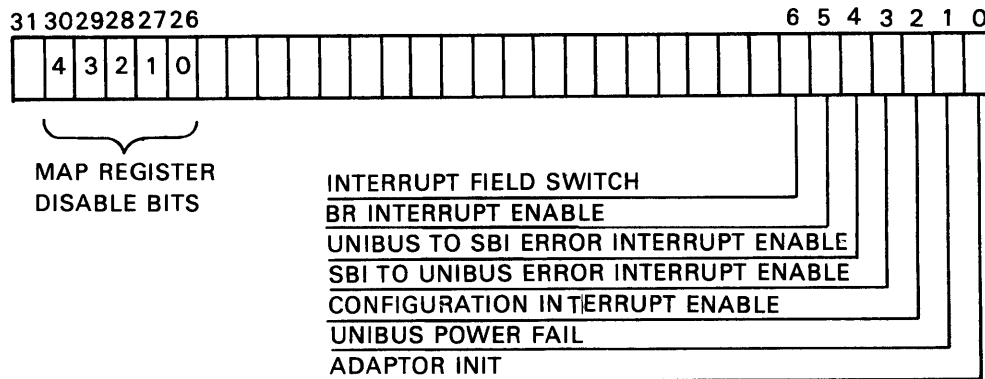 31 30 29 28 27 26 6 5 4 3 2 1 0
4 3 2 1 0
MAP REGISTER
DISABLE BITS
INTERRUPT FIELD SWITCH
BR INTERRUPT ENABLE
UNIBUS TO SBI ERROR INTERRUPT ENABLE
SBI TO UNIBUS ERROR INTERRUPT ENABLE
CONFIGURATION INTERRUPT ENABLE
UNIBUS POWER FAIL
ADAPTOR INIT